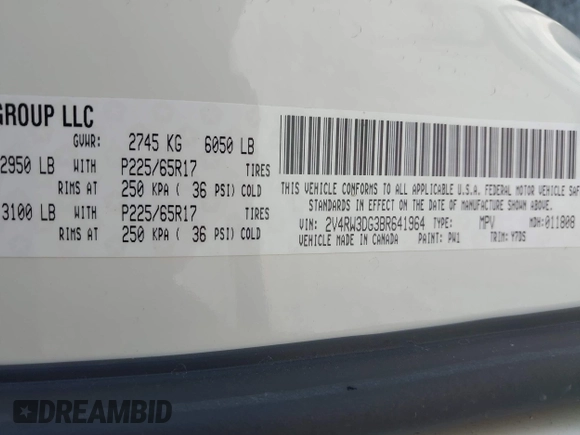 GROUP LLC
GVWR: 2745 KG 6050 LB
2950 LB WITH P225/65R17 TIRES
RIMS AT 250 KPA ( 36 PSI) COLD
3100 LB WITH P225/65R17 TIRES
RIMS AT 250 KPA ( 36 PSI) COLD
THIS VEHICLE CONFORMS TO ALL APPLICABLE U.S.A. FEDERAL MOTOR VEHICLE SAF
STANDARDS IN EFFECT ON THE DATE OF MANUFACTURE SHOWN ABOVE.
VIN: 2V4RW3DG3BR641964 TYPE: MPV MDH: 011808
VEHICLE MADE IN CANADA PAINT: PW1 TRIM: Y7D5
DREAMBID